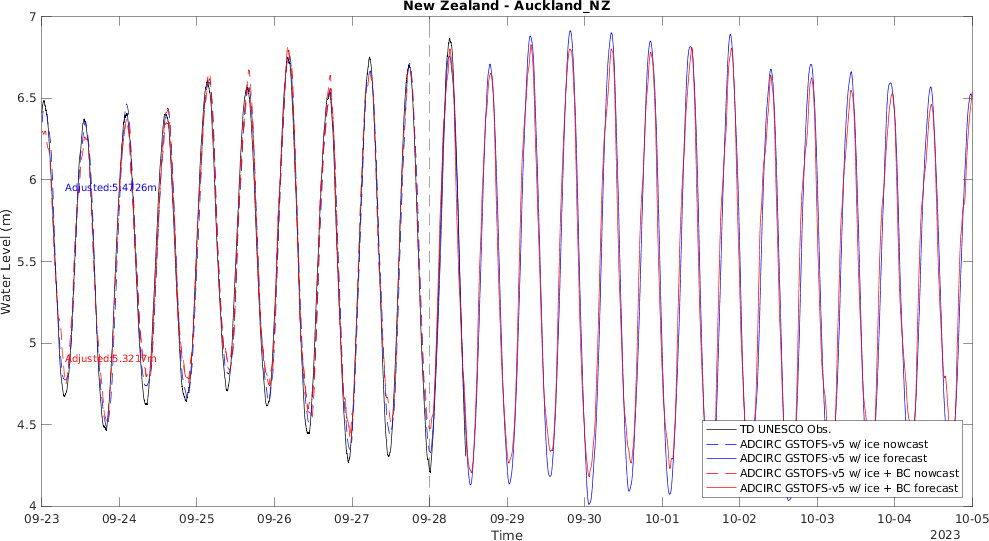 New Zealand - Auckland_NZ
7
6.5
6
5.5
5
4.5
4
Water Level (m)
Adjusted:5.4726m
Adjusted:5.3217m
TD UNESCO Obs.
ADCIRC GSTOFS-v5 w/ ice nowcast
ADCIRC GSTOFS-v5 w/ ice forecast
ADCIRC GSTOFS-v5 w/ ice + BC nowcast
ADCIRC GSTOFS-v5 w/ ice + BC forecast
09-23 09-24 09-25 09-26 09-27 09-28 09-29 09-30 10-01 10-02 10-03 10-04 10-05
Time
2023